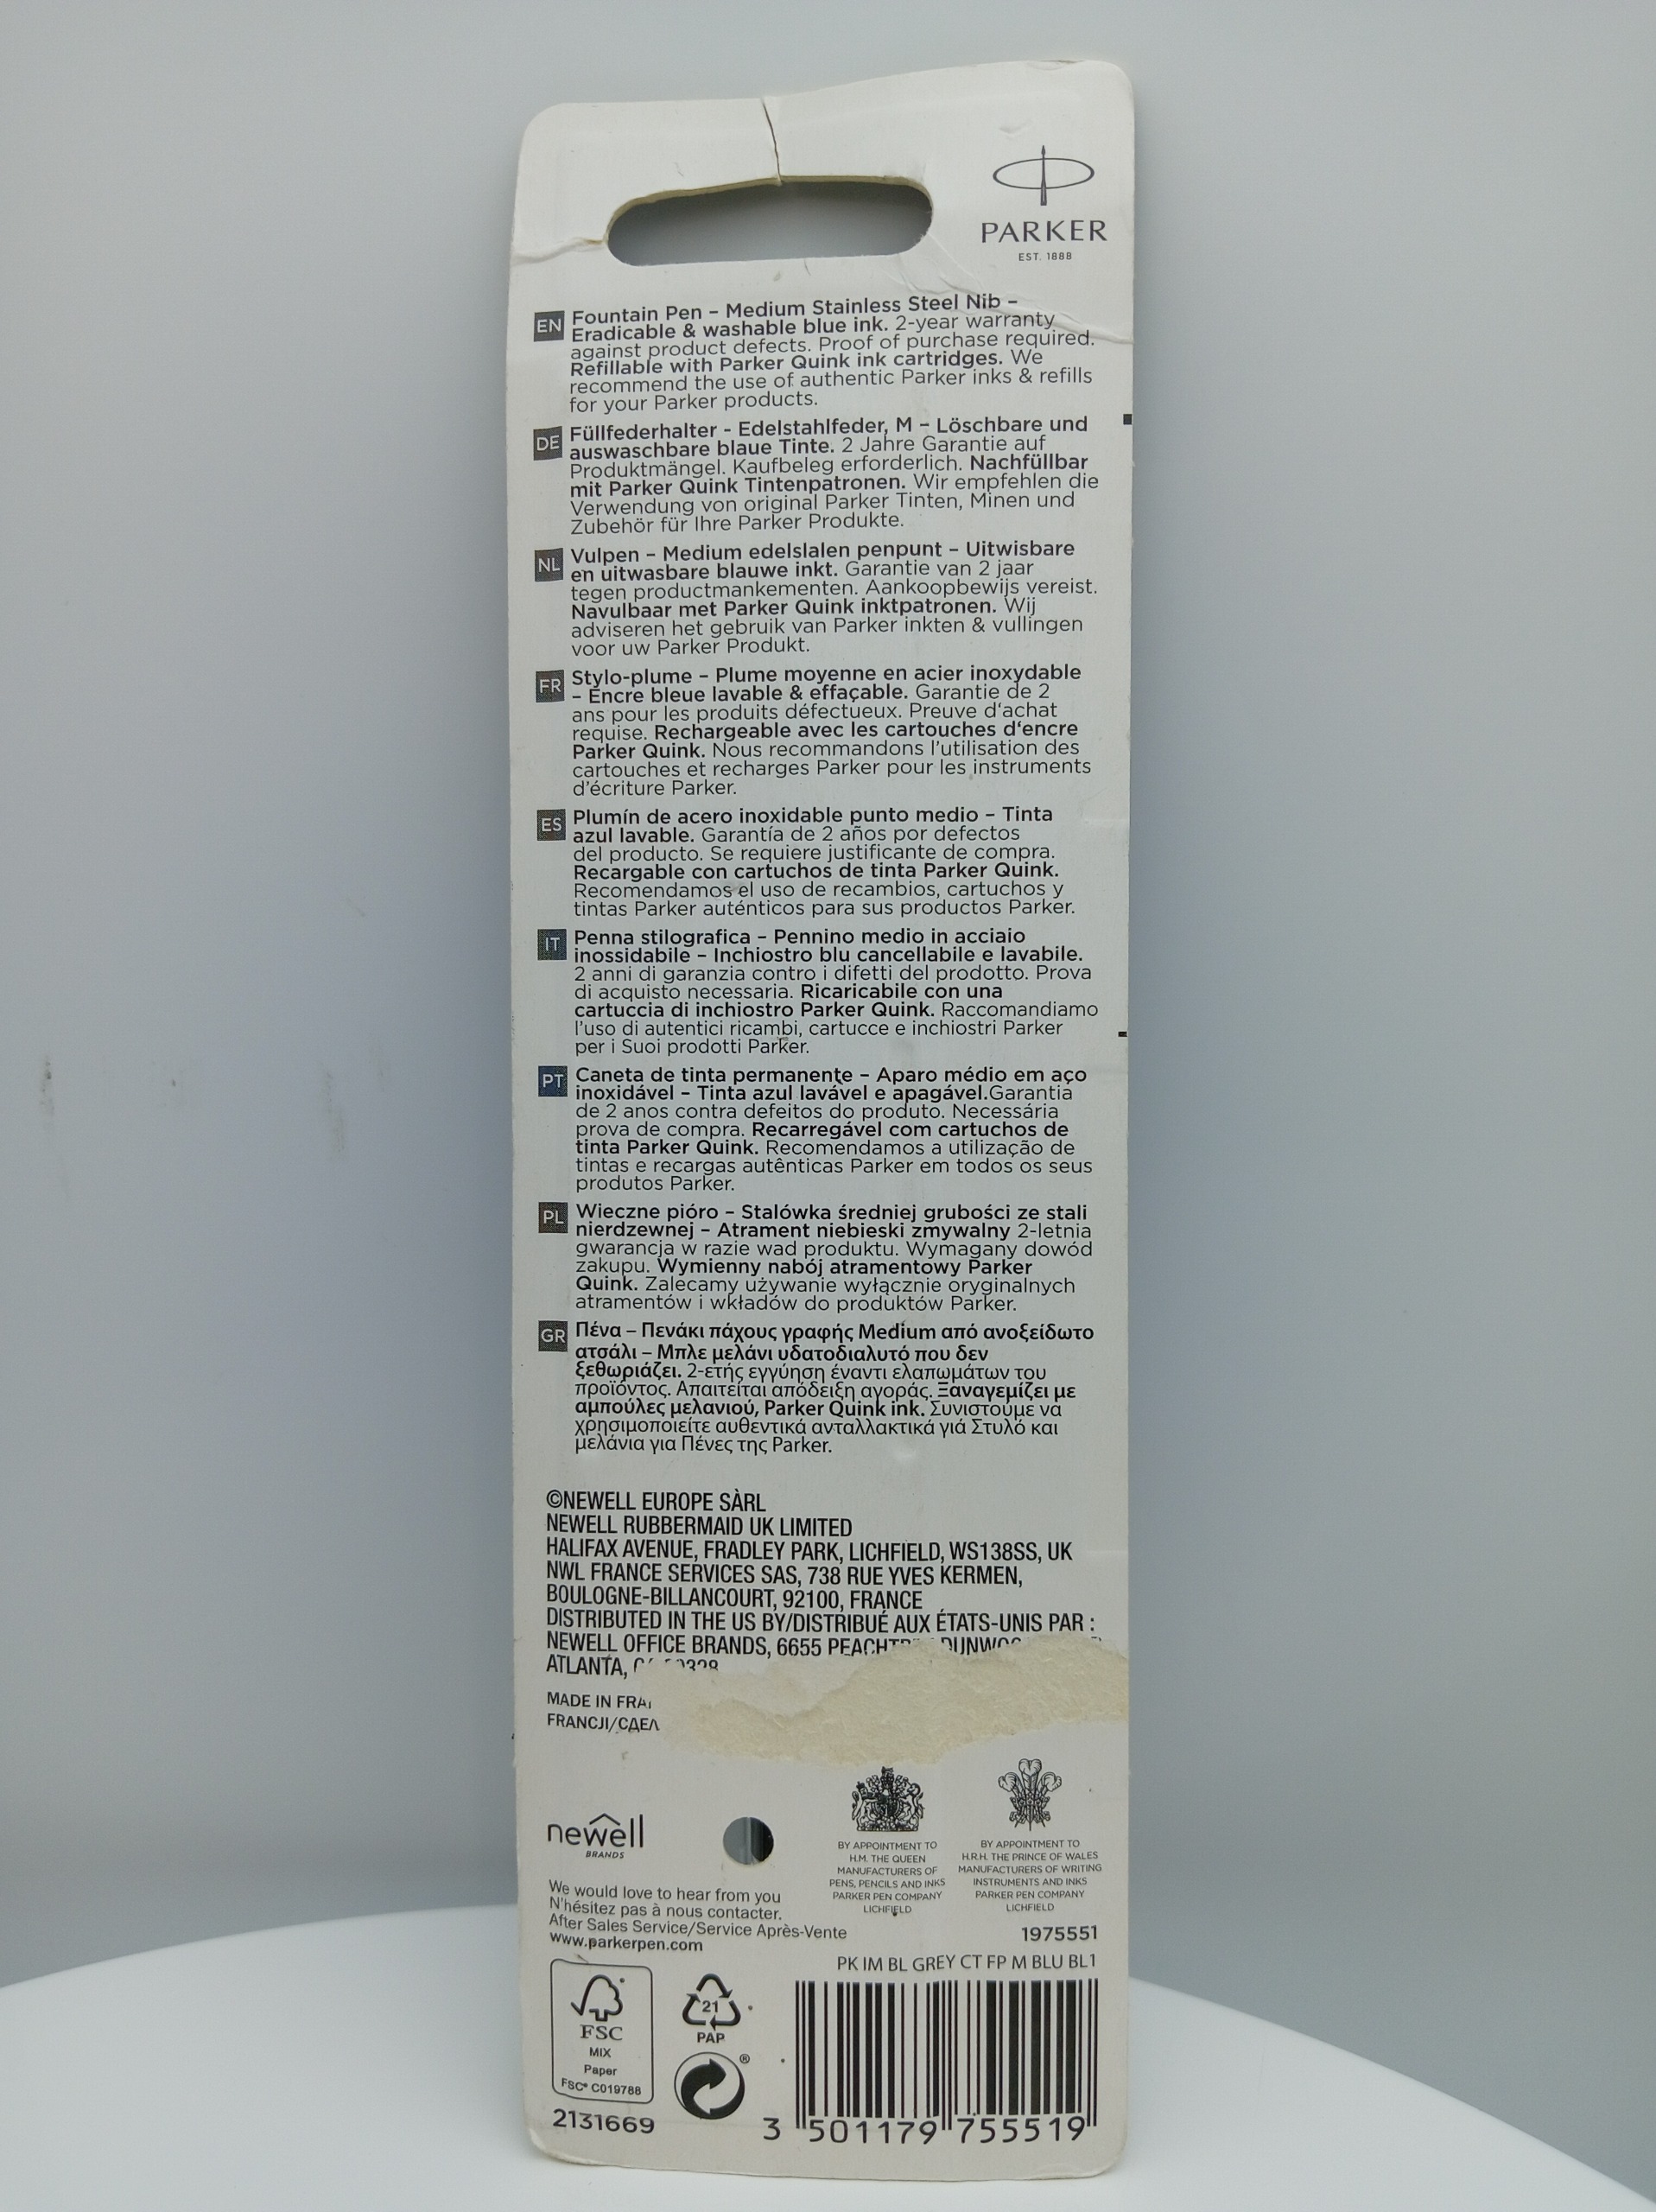 PARKER
EST. 1888
EN
Fountain Pen – Medium Stainless Steel Nib –
Eradicable & washable blue ink. 2-year warranty
against product defects. Proof of purchase required.
Refillable with Parker Quink ink cartridges. We
recommend the use of authentic Parker inks & refills
for your Parker products.
DE
Füllfederhalter - Edelstahlfeder, M – Löschbare und
auswaschbare blaue Tinte. 2 Jahre Garantie auf
Produktmängel. Kaufbeleg erforderlich. Nachfüllbar
mit Parker Quink Tintenpatronen. Wir empfehlen die
Verwendung von original Parker Tinten, Minen und
Zubehör für Ihre Parker Produkte.
NL
Vulpen – Medium edelslalen penpunt – Uitwisbare
en uitwasbare blauwe inkt. Garantie van 2 jaar
tegen productmankementen. Aankoopbewijs vereist.
Navulbaar met Parker Quink inktpatronen. Wij
adviseren het gebruik van Parker inkten & vullingen
voor uw Parker Produkt.
FR
Stylo-plume – Plume moyenne en acier inoxydable
– Encre bleue lavable & effaçable. Garantie de 2
ans pour les produits défectueux. Preuve d‘achat
requise. Rechargeable avec les cartouches d‘encre
Parker Quink. Nous recommandons l’utilisation des
cartouches et recharges Parker pour les instruments
d’écriture Parker.
ES
Plumín de acero inoxidable punto medio – Tinta
azul lavable. Garantía de 2 años por defectos
del producto. Se requiere justificante de compra.
Recargable con cartuchos de tinta Parker Quink.
Recomendamos el uso de recambios, cartuchos y
tintas Parker auténticos para sus productos Parker.
IT
Penna stilografica – Pennino medio in acciaio
inossidabile – Inchiostro blu cancellabile e lavabile.
2 anni di garanzia contro i difetti del prodotto. Prova
di acquisto necessaria. Ricaricabile con una
cartuccia di inchiostro Parker Quink. Raccomandiamo
l’uso di autentici ricambi, cartucce e inchiostri Parker
per i Suoi prodotti Parker.
PT
Caneta de tinta permanente – Aparo médio em aço
inoxidável – Tinta azul lavável e apagável.Garantia
de 2 anos contra defeitos do produto. Necessária
prova de compra. Recarregável com cartuchos de
tinta Parker Quink. Recomendamos a utilização de
tintas e recargas autênticas Parker em todos os seus
produtos Parker.
PL
Wieczne pióro – Stalówka średniej grubości ze stali
nierdzewnej – Atrament niebieski zmywalny 2-letnia
gwarancja w razie wad produktu. Wymagany dowód
zakupu. Wymienny nabój atramentowy Parker
Quink. Zalecamy używanie wyłącznie oryginalnych
atramentów i wkładów do produktów Parker.
GR
Πένα – Πενάκι πάχους γραφής Medium από ανοξείδωτο
ατσάλι – Μπλε μελάνι υδατοδιαλυτό που δεν
ξεθωριάζει. 2-ετής εγγύηση έναντι ελαπωμάτων του
προϊόντος. Απαιτείται απόδειξη αγοράς. Ξαναγεμίζει με
αμπούλες μελανιού, Parker Quink ink. Συνιστούμε να
χρησιμοποιείτε αυθεντικά ανταλλακτικά γιά Στυλό και
μελάνια για Πένες της Parker.
©NEWELL EUROPE SÀRL
NEWELL RUBBERMAID UK LIMITED
HALIFAX AVENUE, FRADLEY PARK, LICHFIELD, WS138SS, UK
NWL FRANCE SERVICES SAS, 738 RUE YVES KERMEN,
BOULOGNE-BILLANCOURT, 92100, FRANCE
DISTRIBUTED IN THE US BY/DISTRIBUÉ AUX ÉTATS-UNIS PAR :
NEWELL OFFICE BRANDS, 6655
ATLANTA,
MADE IN
FRANCJI/
newell
BRANDS
BY APPOINTMENT TO
H.M. THE QUEEN
MANUFACTURERS OF
PENS, PENCILS AND INKS
PARKER PEN COMPANY
LICHFIELD
BY APPOINTMENT TO
H.R.H. THE PRINCE OF WALES
MANUFACTURERS OF WRITING
INSTRUMENTS AND INKS
PARKER PEN COMPANY
LICHFIELD
We would love to hear from you
N'hésitez pas à nous contacter.
After Sales Service/Service Après-Vente
www.parkerpen.com
1975551
PK IM BL GREY CT FP M BLU BL1
FSC
MIX
Paper
FSC® C019788
21
PAP
®
2131669
3 501179 755519